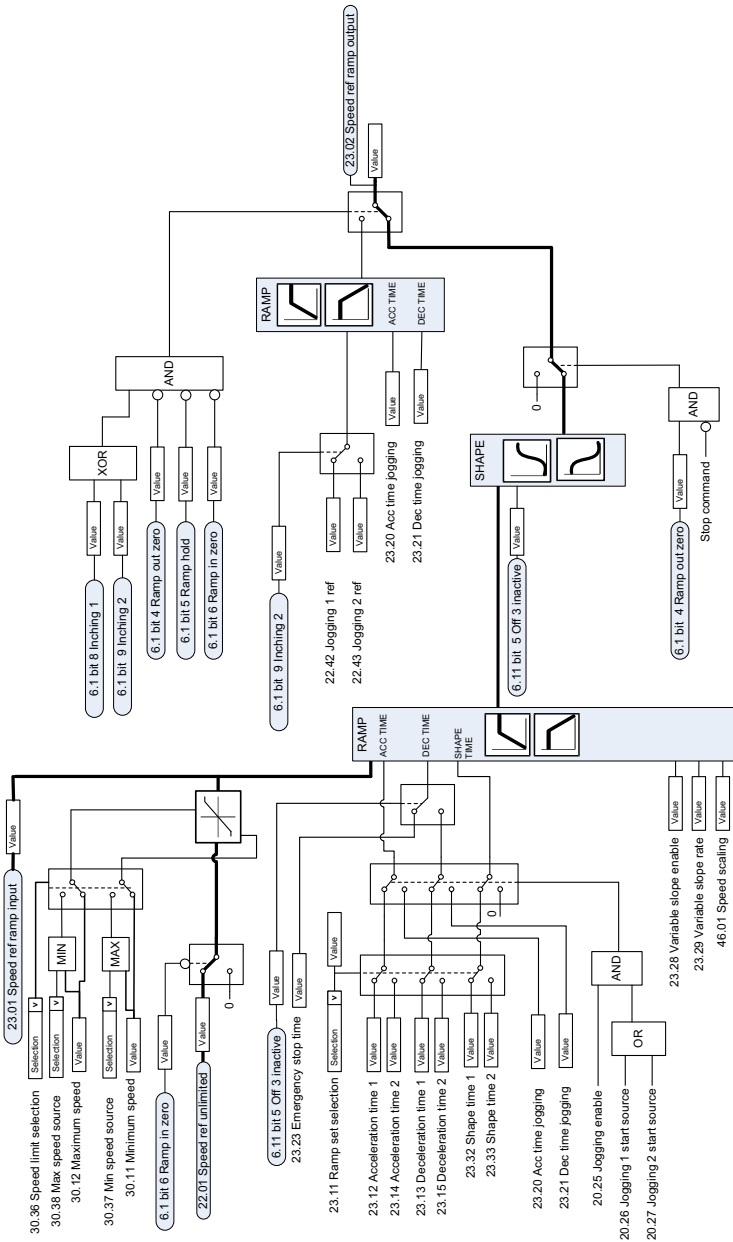 23.01 Speed ref ramp input
Value
30.36 Speed limit selection
Selection
v
30.38 Max speed source
Selection
v
30.12 Maximum speed
Value
MIN
30.37 Min speed source
Selection
v
30.11 Minimum speed
Value
MAX
6.1 bit 6 Ramp in zero
Value
22.01 Speed ref unlimited
Value
0
6.11 bit 5 Off 3 inactive
Value
23.23 Emergency stop time
Value
23.11 Ramp set selection
Selection
v
Value
23.12 Acceleration time 1
Value
23.14 Acceleration time 2
Value
23.13 Deceleration time 1
Value
23.15 Deceleration time 2
Value
23.32 Shape time 1
Value
23.33 Shape time 2
Value
0
23.20 Acc time jogging
Value
23.21 Dec time jogging
Value
20.25 Jogging enable
20.26 Jogging 1 start source
20.27 Jogging 2 start source
OR
AND
RAMP
ACC TIME
DEC TIME
SHAPE
TIME
23.28 Variable slope enable
Value
23.29 Variable slope rate
Value
46.01 Speed scaling
Value
6.1 bit 8 Inching 1
Value
6.1 bit 9 Inching 2
Value
XOR
6.1 bit 4 Ramp out zero
Value
6.1 bit 5 Ramp hold
Value
6.1 bit 6 Ramp in zero
Value
AND
6.1 bit 9 Inching 2
Value
22.42 Jogging 1 ref
Value
22.43 Jogging 2 ref
Value
23.20 Acc time jogging
Value
23.21 Dec time jogging
Value
RAMP
ACC TIME
DEC TIME
SHAPE
6.11 bit 5 Off 3 inactive
Value
0
6.1 bit 4 Ramp out zero
Value
Stop command
AND
23.02 Speed ref ramp output
Value